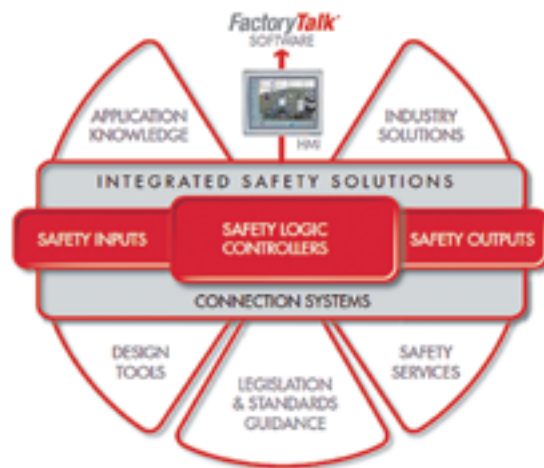 FactoryTalk
SOFTWARE
APPLICATION
KNOWLEDGE
HMI
INDUSTRY
SOLUTIONS
INTEGRATED SAFETY SOLUTIONS
SAFETY INPUTS
SAFETY LOGIC
CONTROLLERS
SAFETY OUTPUTS
CONNECTION SYSTEMS
DESIGN
TOOLS
LEGISLATION
& STANDARDS
GUIDANCE
SAFETY
SERVICES